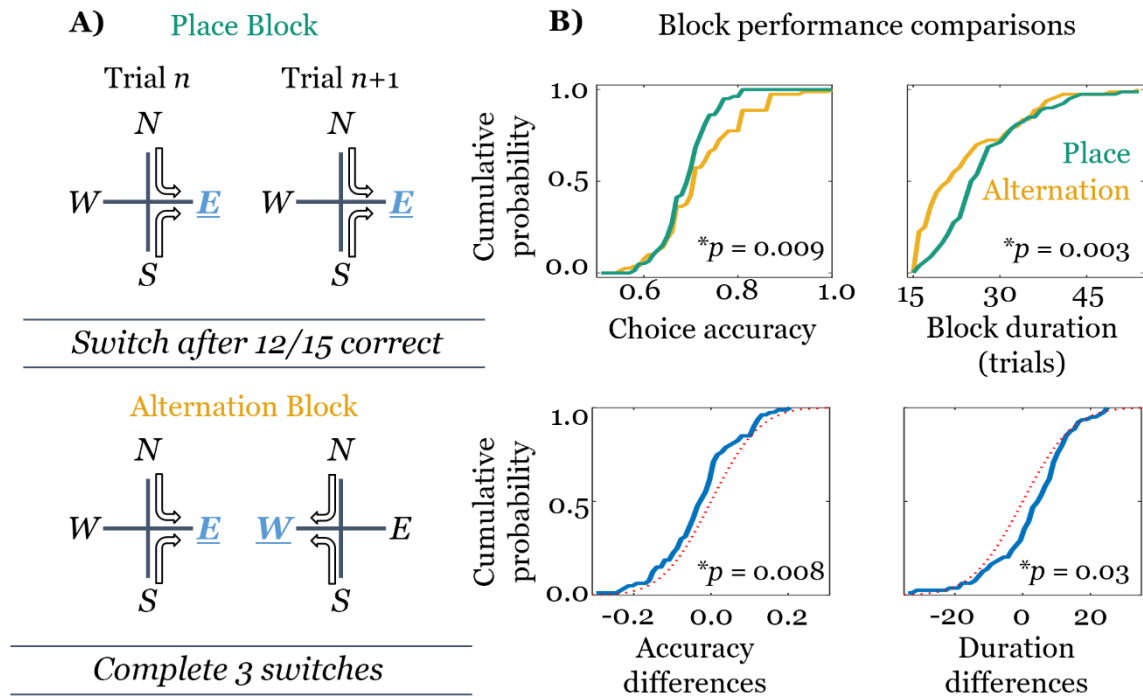 A)
Place Block
Trial n
Trial n+1
N
N
W
E
W
E
S
S
Switch after 12/15 correct
Alternation Block
N
N
W
E
W
E
S
S
Complete 3 switches
B)
Block performance comparisons
Cumulative
probability
1.0
0.5
0.0
*p = 0.009
0.6
0.8
1.0
Choice accuracy
1.0
0.5
0.0
Place
Alternation
*p = 0.003
15
30
45
Block duration
(trials)
Cumulative
probability
1.0
0.5
0.0
*p = 0.008
-0.2
0.0
0.2
Accuracy
differences
1.0
0.5
0.0
*p = 0.03
-20
0
20
Duration
differences